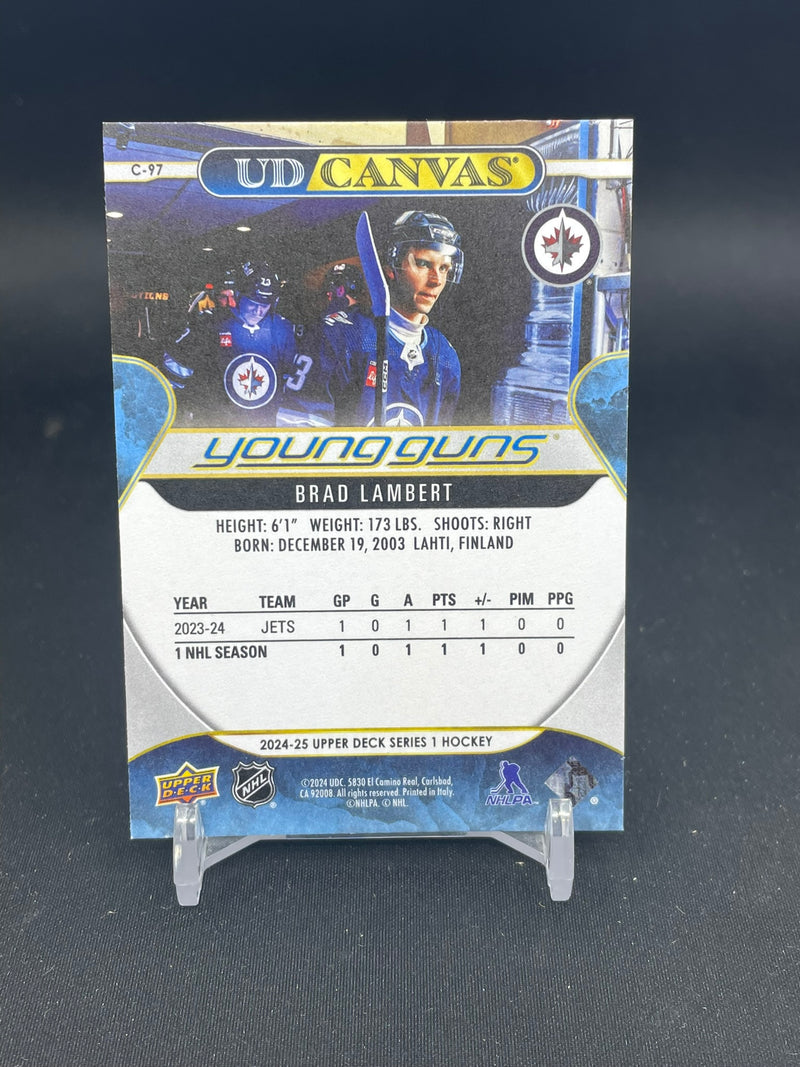 C-97
UD CANVAS®
CCM
13
CCM
young guns®
BRAD LAMBERT
HEIGHT: 6'1" WEIGHT: 173 LBS. SHOOTS: RIGHT
BORN: DECEMBER 19, 2003 LAHTI, FINLAND
YEAR TEAM GP G A PTS +/- PIM PPG
2023-24 JETS 1 0 1 1 1 0 0
1 NHL SEASON 1 0 1 1 1 0 0
2024-25 UPPER DECK SERIES 1 HOCKEY
UPPER DECK
NHL ®
©2024 UDC. 5830 El Camino Real, Carlsbad,
CA 92008. All rights reserved. Printed in Italy.
©NHLPA. © NHL.
NHLPA
®